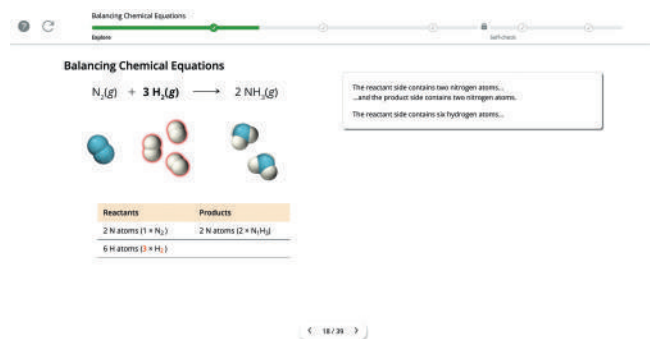 Balancing Chemical Equations
Explore
Self-check
Balancing Chemical Equations
N₂(g) + 3 H₂(g) ⟶ 2 NH₃(g)
The reactant side contains two nitrogen atoms...
...and the product side contains two nitrogen atoms.
The reactant side contains six hydrogen atoms...
Reactants Products
2 N atoms (1 × N₂) 2 N atoms (2 × N₁H₃)
6 H atoms (3 × H₂)
18 / 39